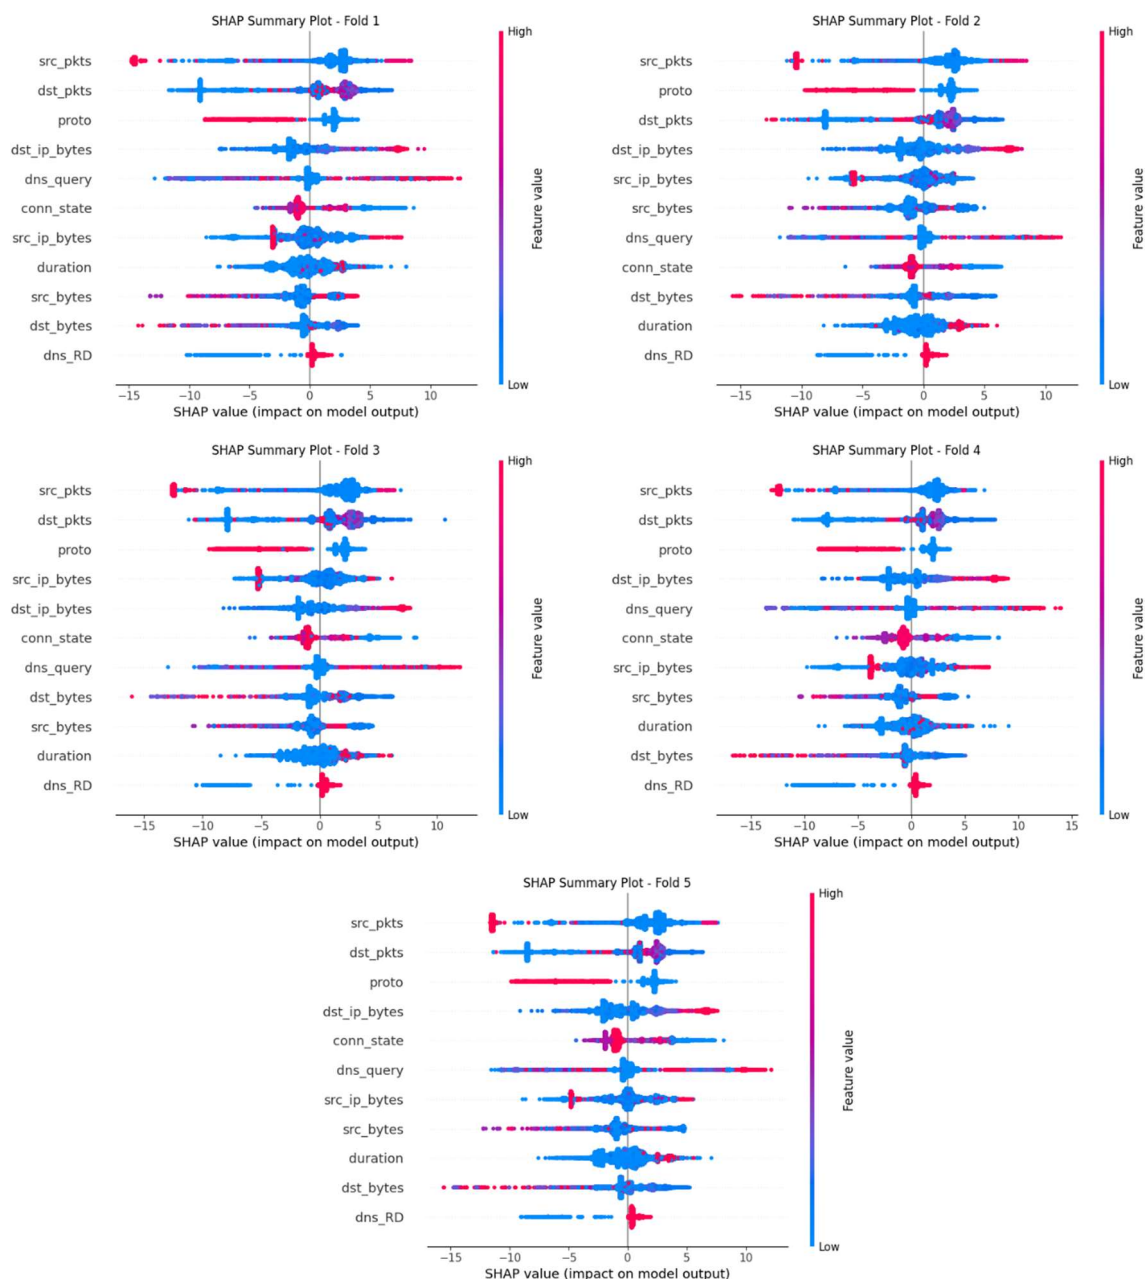 SHAP Summary Plot - Fold 1
High
src_pkts
dst_pkts
proto
dst_ip_bytes
dns_query
conn_state
src_ip_bytes
duration
src_bytes
dst_bytes
dns_RD
Feature value
Low
−15 −10 −5 0 5 10
SHAP value (impact on model output)
SHAP Summary Plot - Fold 2
High
src_pkts
proto
dst_pkts
dst_ip_bytes
src_ip_bytes
src_bytes
dns_query
conn_state
dst_bytes
duration
dns_RD
Feature value
Low
−15 −10 −5 0 5 10
SHAP value (impact on model output)
SHAP Summary Plot - Fold 3
High
src_pkts
dst_pkts
proto
src_ip_bytes
dst_ip_bytes
conn_state
dns_query
dst_bytes
src_bytes
duration
dns_RD
Feature value
Low
−15 −10 −5 0 5 10
SHAP value (impact on model output)
SHAP Summary Plot - Fold 4
High
src_pkts
dst_pkts
proto
dst_ip_bytes
dns_query
conn_state
src_ip_bytes
src_bytes
duration
dst_bytes
dns_RD
Feature value
Low
−15 −10 −5 0 5 10 15
SHAP value (impact on model output)
SHAP Summary Plot - Fold 5
High
src_pkts
dst_pkts
proto
dst_ip_bytes
conn_state
dns_query
src_ip_bytes
src_bytes
duration
dst_bytes
dns_RD
Feature value
Low
−15 −10 −5 0 5 10
SHAP value (impact on model output)